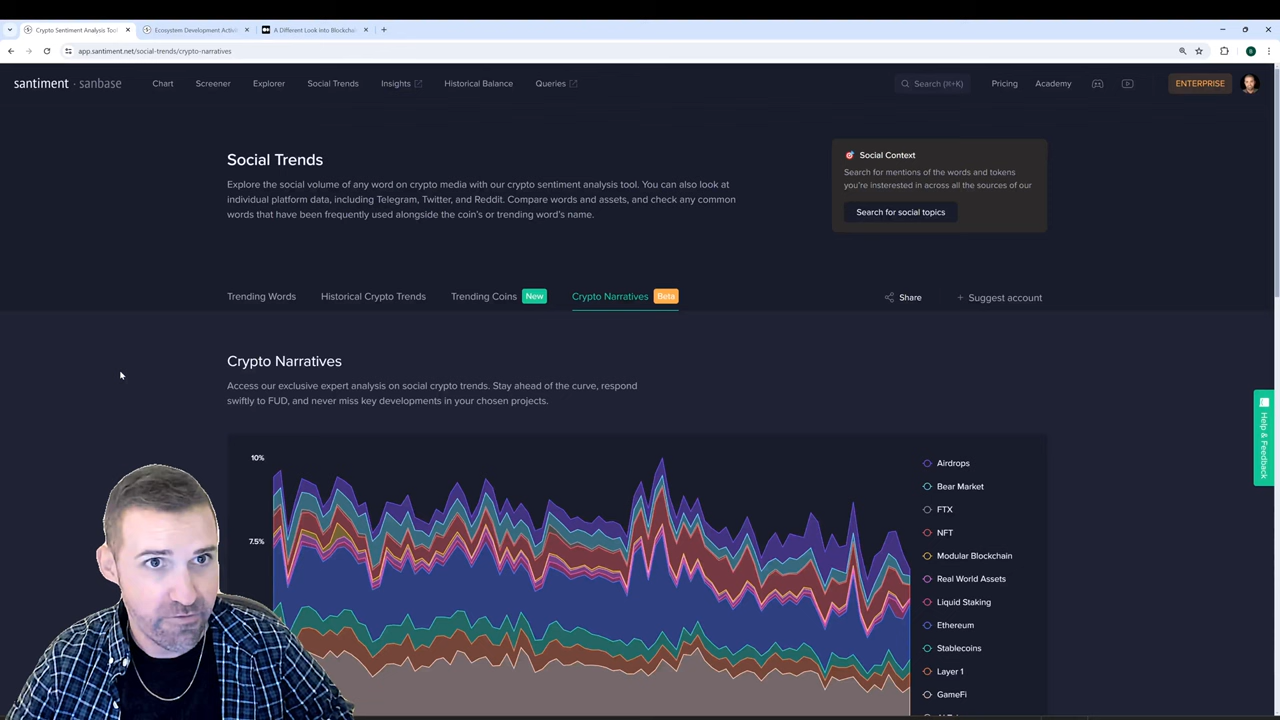 Crypto Sentiment Analysis Tool
Ecosystem Development Activi
A Different Look into Blockcha
app.santiment.net/social-trends/crypto-narratives
santiment · sanbase
Chart
Screener
Explorer
Social Trends
Insights
Historical Balance
Queries
Search (⌘+K)
Pricing
Academy
ENTERPRISE
Social Trends
Explore the social volume of any word on crypto media with our crypto sentiment analysis tool. You can also look at
individual platform data, including Telegram, Twitter, and Reddit. Compare words and assets, and check any common
words that have been frequently used alongside the coin's or trending word's name.
Social Context
Search for mentions of the words and tokens
you're insterested in across all the sources of our
Search for social topics
Trending Words
Historical Crypto Trends
Trending Coins New
Crypto Narratives Beta
Share
+ Suggest account
Crypto Narratives
Access our exclusive expert analysis on social crypto trends. Stay ahead of the curve, respond
swiftly to FUD, and never miss key developments in your chosen projects.
10%
7.5%
Airdrops
Bear Market
FTX
NFT
Modular Blockchain
Real World Assets
Liquid Staking
Ethereum
Stablecoins
Layer 1
GameFi
Help & Feedback